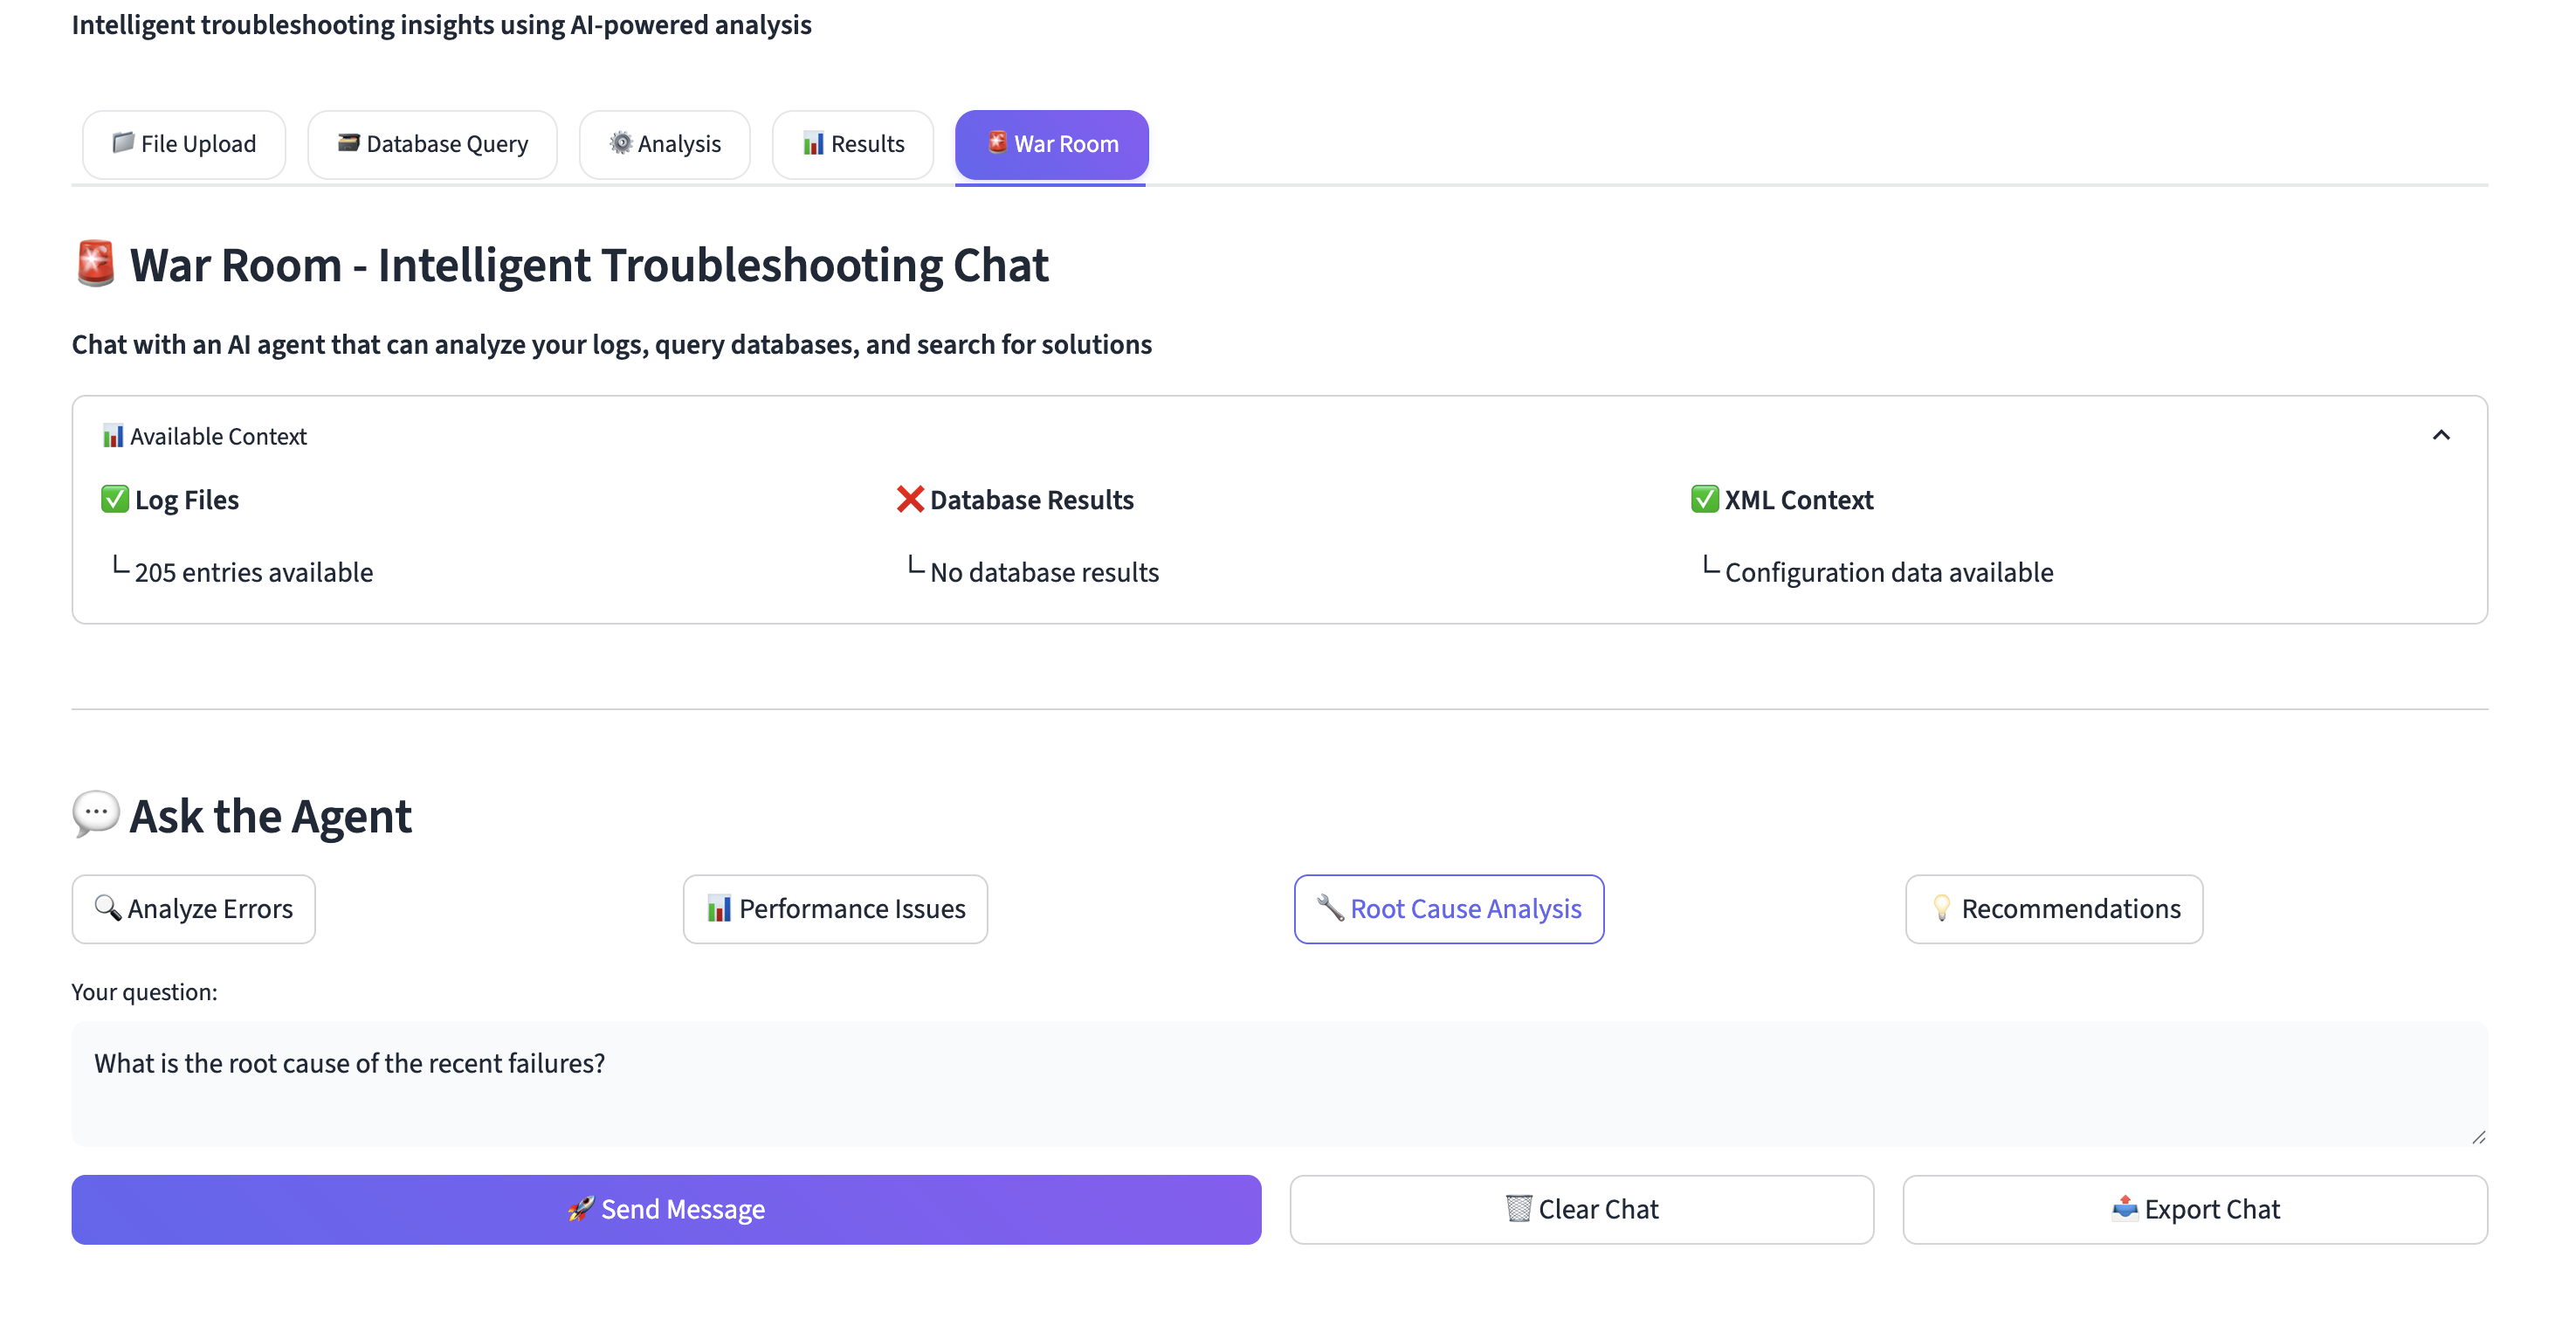 Intelligent troubleshooting insights using AI-powered analysis
File Upload
Database Query
Analysis
Results
War Room
War Room - Intelligent Troubleshooting Chat
Chat with an AI agent that can analyze your logs, query databases, and search for solutions
Available Context
Log Files
Database Results
XML Context
205 entries available
No database results
Configuration data available
Ask the Agent
Analyze Errors
Performance Issues
Root Cause Analysis
Recommendations
Your question:
What is the root cause of the recent failures?
Send Message
Clear Chat
Export Chat